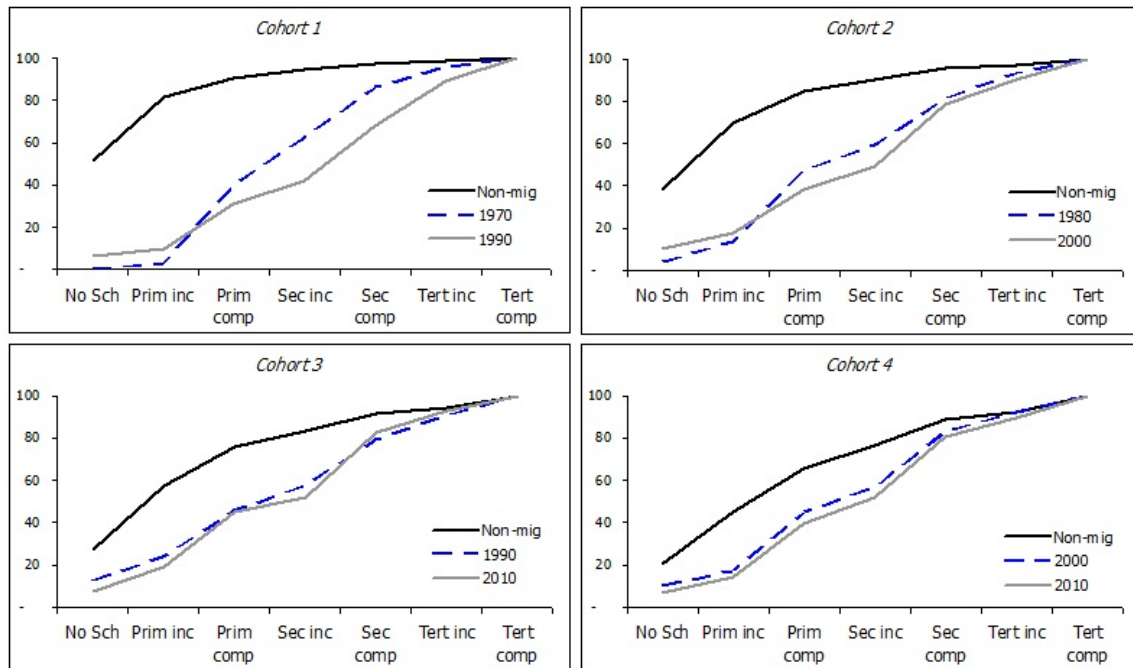 Cohort 1
100
80
60
40
20
-
Non-mig
1970
1990
No Sch Prim inc Prim comp Sec inc Sec comp Tert inc Tert comp
Cohort 2
100
80
60
40
20
-
Non-mig
1980
2000
No Sch Prim inc Prim comp Sec inc Sec comp Tert inc Tert comp
Cohort 3
100
80
60
40
20
-
Non-mig
1990
2010
No Sch Prim inc Prim comp Sec inc Sec comp Tert inc Tert comp
Cohort 4
100
80
60
40
20
-
Non-mig
2000
2010
No Sch Prim inc Prim comp Sec inc Sec comp Tert inc Tert comp